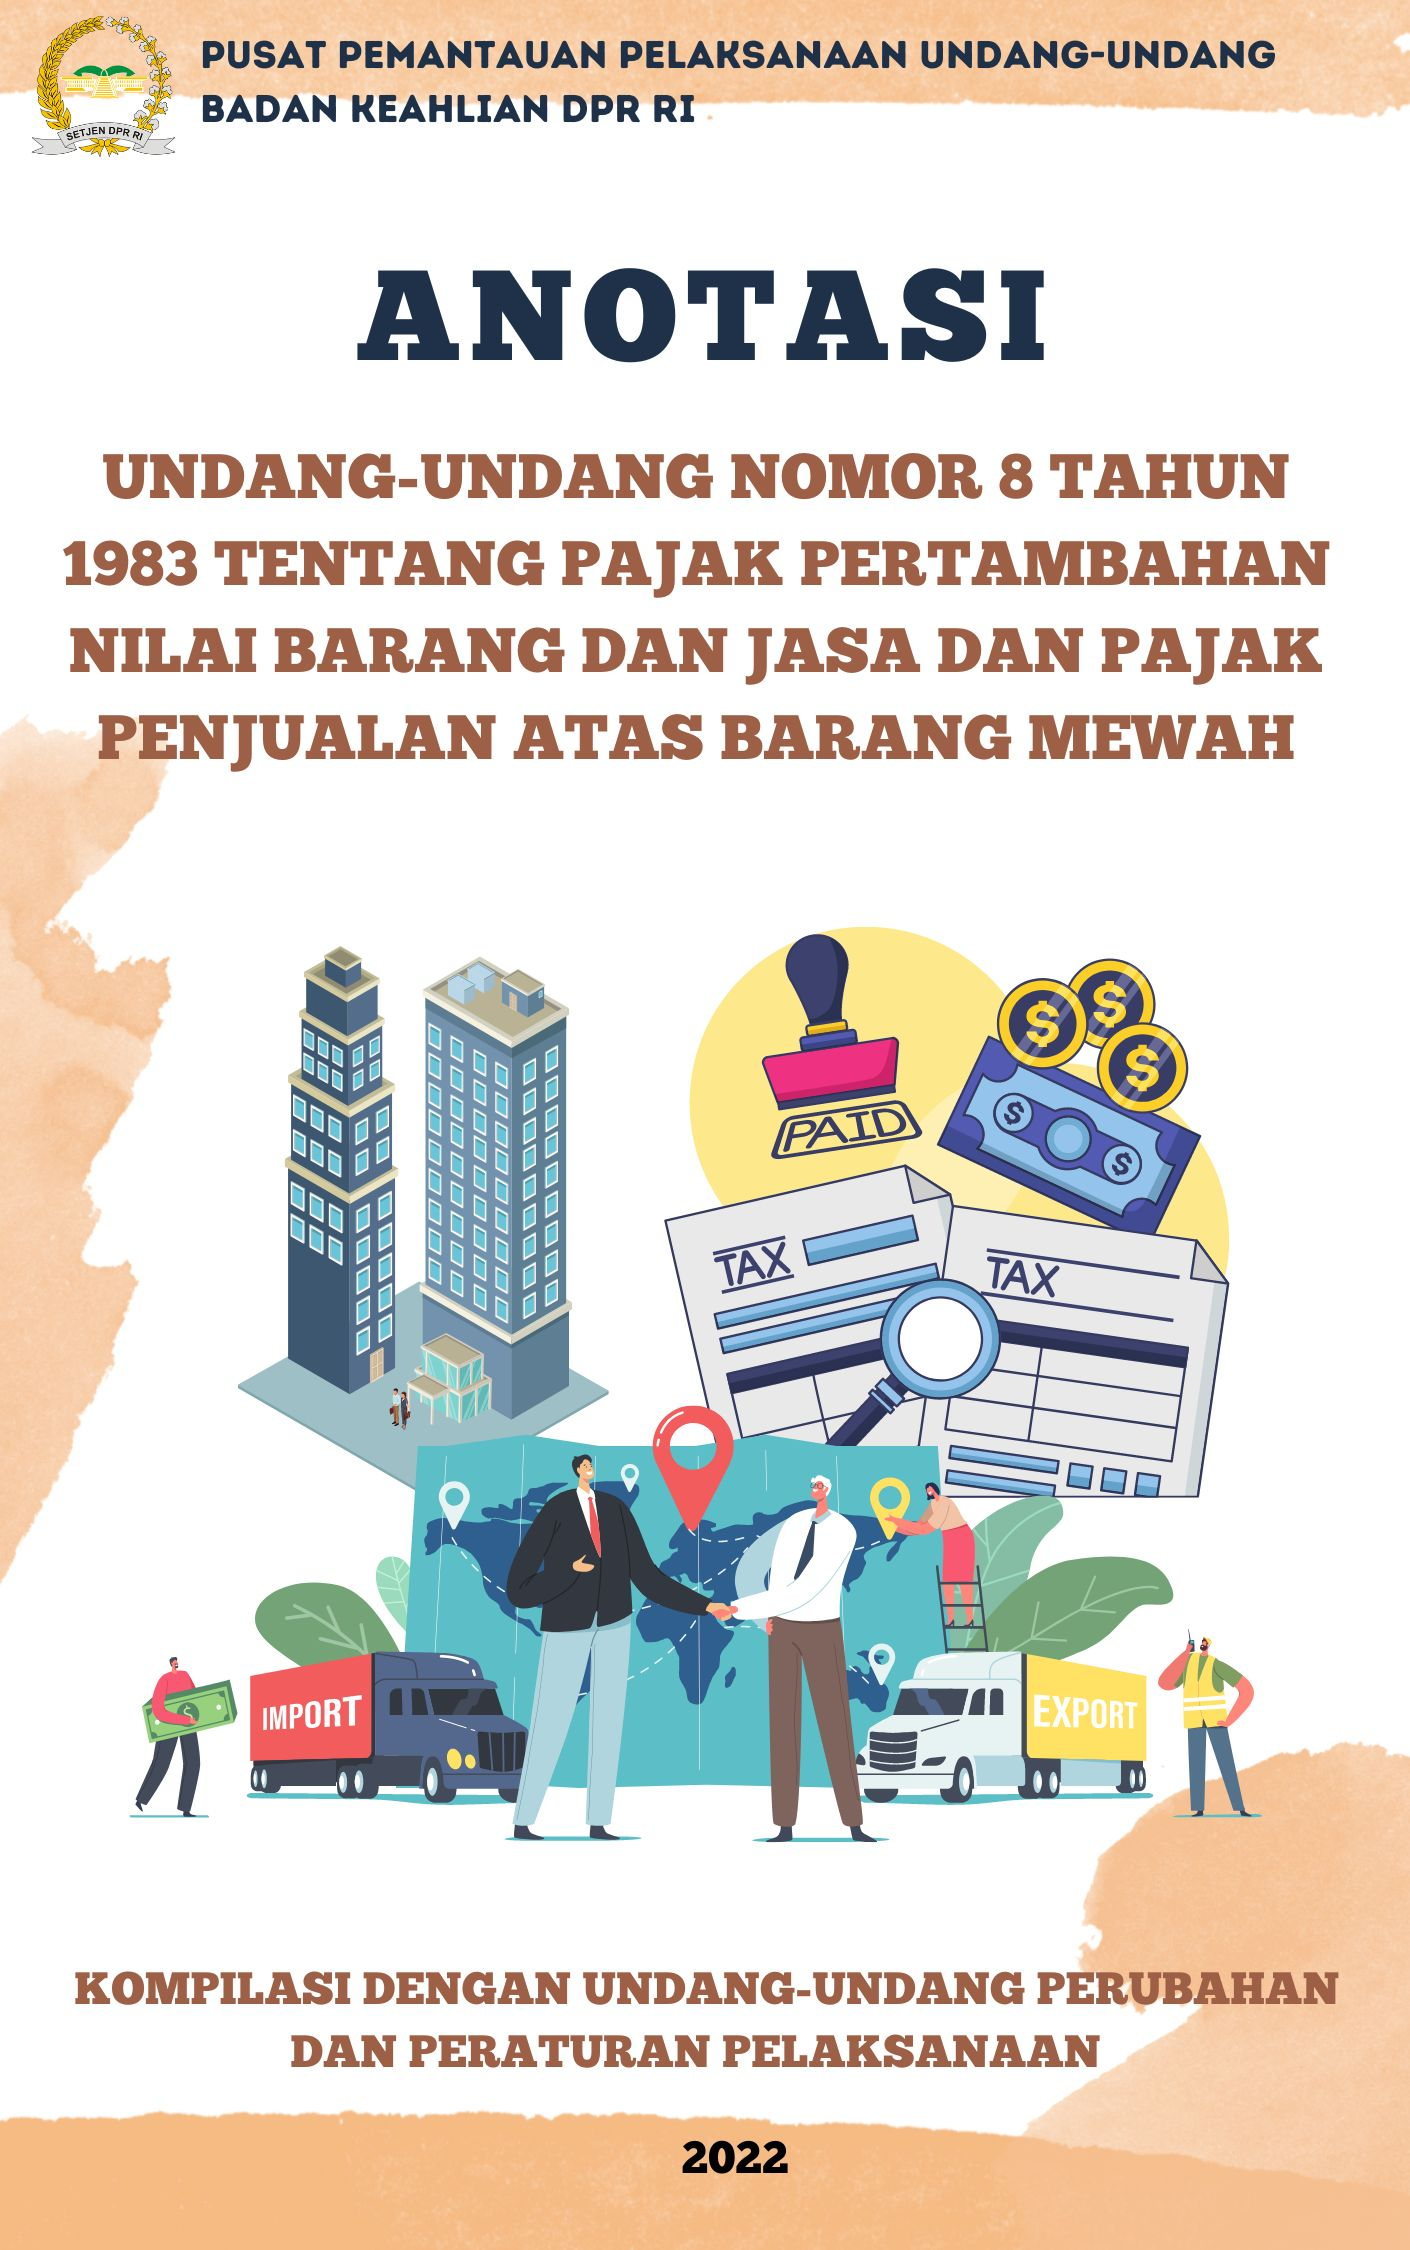 PUSAT PEMANTAUAN PELAKSANAAN UNDANG-UNDANG
BADAN KEAHLIAN DPR RI
SETJEN DPR RI
ANOTASI
UNDANG-UNDANG NOMOR 8 TAHUN
1983 TENTANG PAJAK PERTAMBAHAN
NILAI BARANG DAN JASA DAN PAJAK
PENJUALAN ATAS BARANG MEWAH
$
$
$
PAID
$
$
TAX
TAX
IMPORT
EXPORT
$
KOMPILASI DENGAN UNDANG-UNDANG PERUBAHAN
DAN PERATURAN PELAKSANAAN
2022